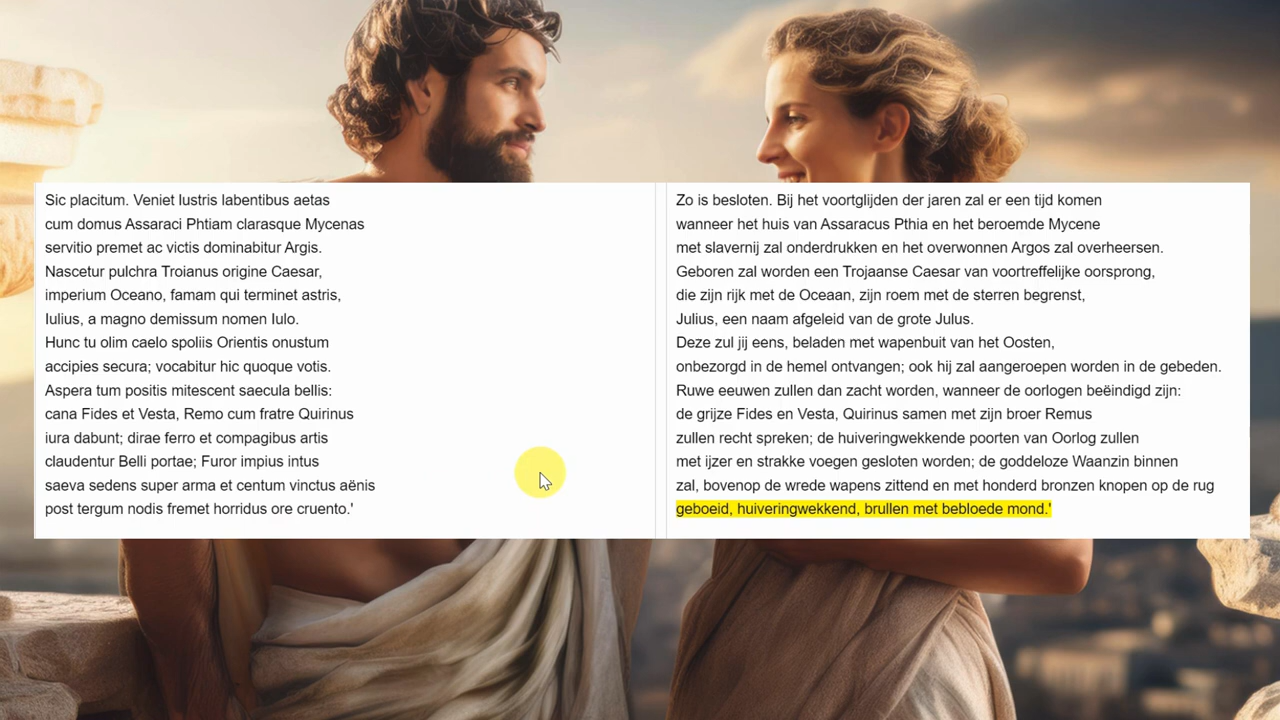 Sic placitum. Veniet lustris labentibus aetas
cum domus Assaraci Phtiam clarasque Mycenas
servitio premet ac victis dominabitur Argis.
Nascetur pulchra Troianus origine Caesar,
imperium Oceano, famam qui terminet astris,
Iulius, a magno demissum nomen Iulo.
Hunc tu olim caelo spoliis Orientis onustum
accipies secura; vocabitur hic quoque votis.
Aspera tum positis mitescent saecula bellis:
cana Fides et Vesta, Remo cum fratre Quirinus
iura dabunt; dirae ferro et compagibus artis
claudentur Belli portae; Furor impius intus
saeva sedens super arma et centum vinctus aënis
post tergum nodis fremet horridus ore cruento.'
Zo is besloten. Bij het voortglijden der jaren zal er een tijd komen
wanneer het huis van Assaracus Pthia en het beroemde Mycene
met slavernij zal onderdrukken en het overwonnen Argos zal overheersen.
Geboren zal worden een Trojaanse Caesar van voortreffelijke oorsprong,
die zijn rijk met de Oceaan, zijn roem met de sterren begrenst,
Julius, een naam afgeleid van de grote Julus.
Deze zul jij eens, beladen met wapenbuit van het Oosten,
onbezorgd in de hemel ontvangen; ook hij zal aangeroepen worden in de gebeden.
Ruwe eeuwen zullen dan zacht worden, wanneer de oorlogen beëindigd zijn:
de grijze Fides en Vesta, Quirinus samen met zijn broer Remus
zullen recht spreken; de huiveringwekkende poorten van Oorlog zullen
met ijzer en strakke voegen gesloten worden; de goddeloze Waanzin binnen
zal, bovenop de wrede wapens zittend en met honderd bronzen knopen op de rug
geboeid, huiveringwekkend, brullen met bebloede mond.'